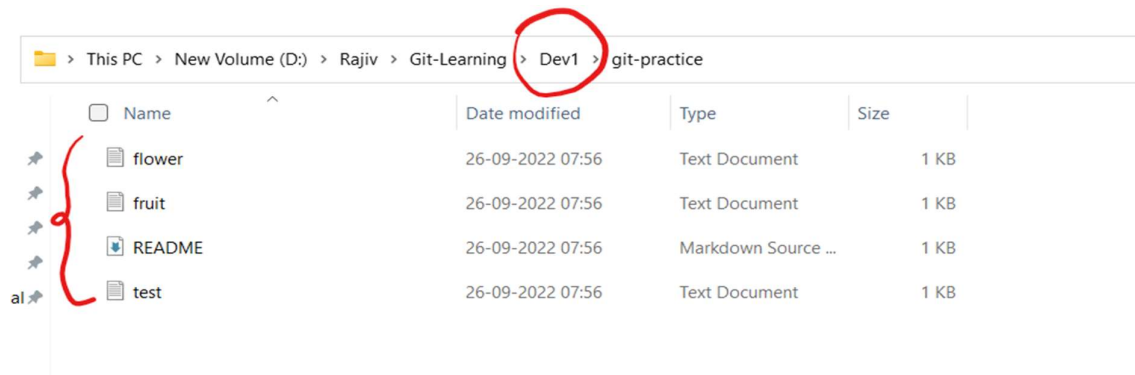 This PC > New Volume (D:) > Rajiv > Git-Learning > Dev1 > git-practice
Name Date modified Type Size
flower 26-09-2022 07:56 Text Document 1 KB
fruit 26-09-2022 07:56 Text Document 1 KB
README 26-09-2022 07:56 Markdown Source ... 1 KB
al test 26-09-2022 07:56 Text Document 1 KB